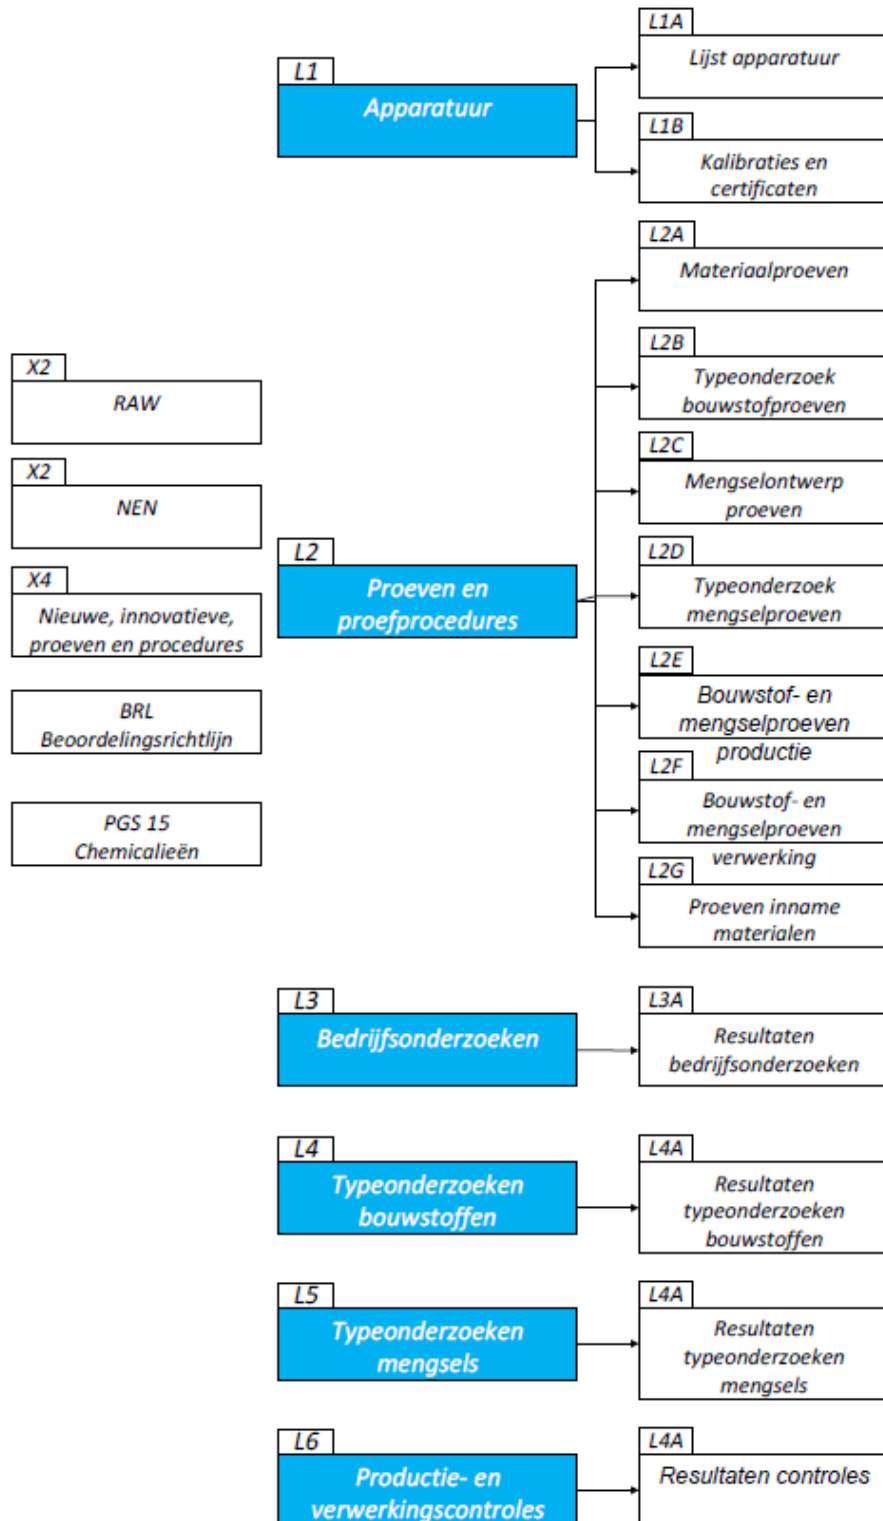 L1
Apparatuur
L1A
Lijst apparatuur
L1B
Kalibraties en
certificaten
X2
RAW
X2
NEN
X4
Nieuwe, innovatieve,
proeven en procedures
BRL
Beoordelingsrichtlijn
PGS 15
Chemicalieën
L2
Proeven en
proefprocedures
L2A
Materiaalproeven
L2B
Typeonderzoek
bouwstofproeven
L2C
Mengselontwerp
proeven
L2D
Typeonderzoek
mengselproeven
L2E
Bouwstof- en
mengselproeven
productie
L2F
Bouwstof- en
mengselproeven
verwerking
L2G
Proeven inname
materialen
L3
Bedrijfsonderzoeken
L3A
Resultaten
bedrijfsonderzoeken
L4
Typeonderzoeken
bouwstoffen
L4A
Resultaten
typeonderzoeken
bouwstoffen
L5
Typeonderzoeken
mengsels
L4A
Resultaten
typeonderzoeken
mengsels
L6
Productie- en
verwerkingscontroles
L4A
Resultaten controles